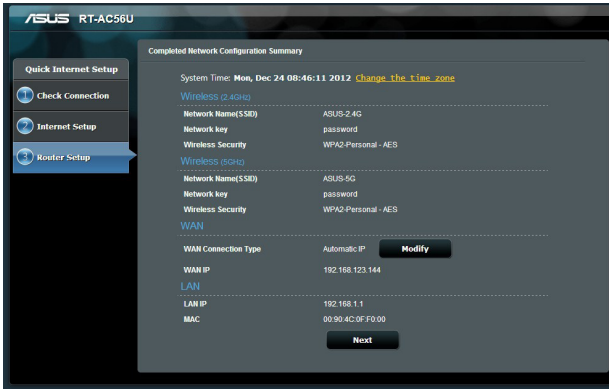 ASUS RT-AC56U
Completed Network Configuration Summary
Quick Internet Setup
1 Check Connection
2 Internet Setup
3 Router Setup
System Time: Mon, Dec 24 08:46:11 2012 Change the time zone
Wireless (2.4GHz)
Network Name(SSID) ASUS-2.4G
Network key password
Wireless Security WPA2-Personal - AES
Wireless (5GHz)
Network Name(SSID) ASUS-5G
Network key password
Wireless Security WPA2-Personal - AES
WAN
WAN Connection Type Automatic IP Modify
WAN IP 192.168.123.144
LAN
LAN IP 192.168.1.1
MAC 00:90:4C:0F:F0:00
Next